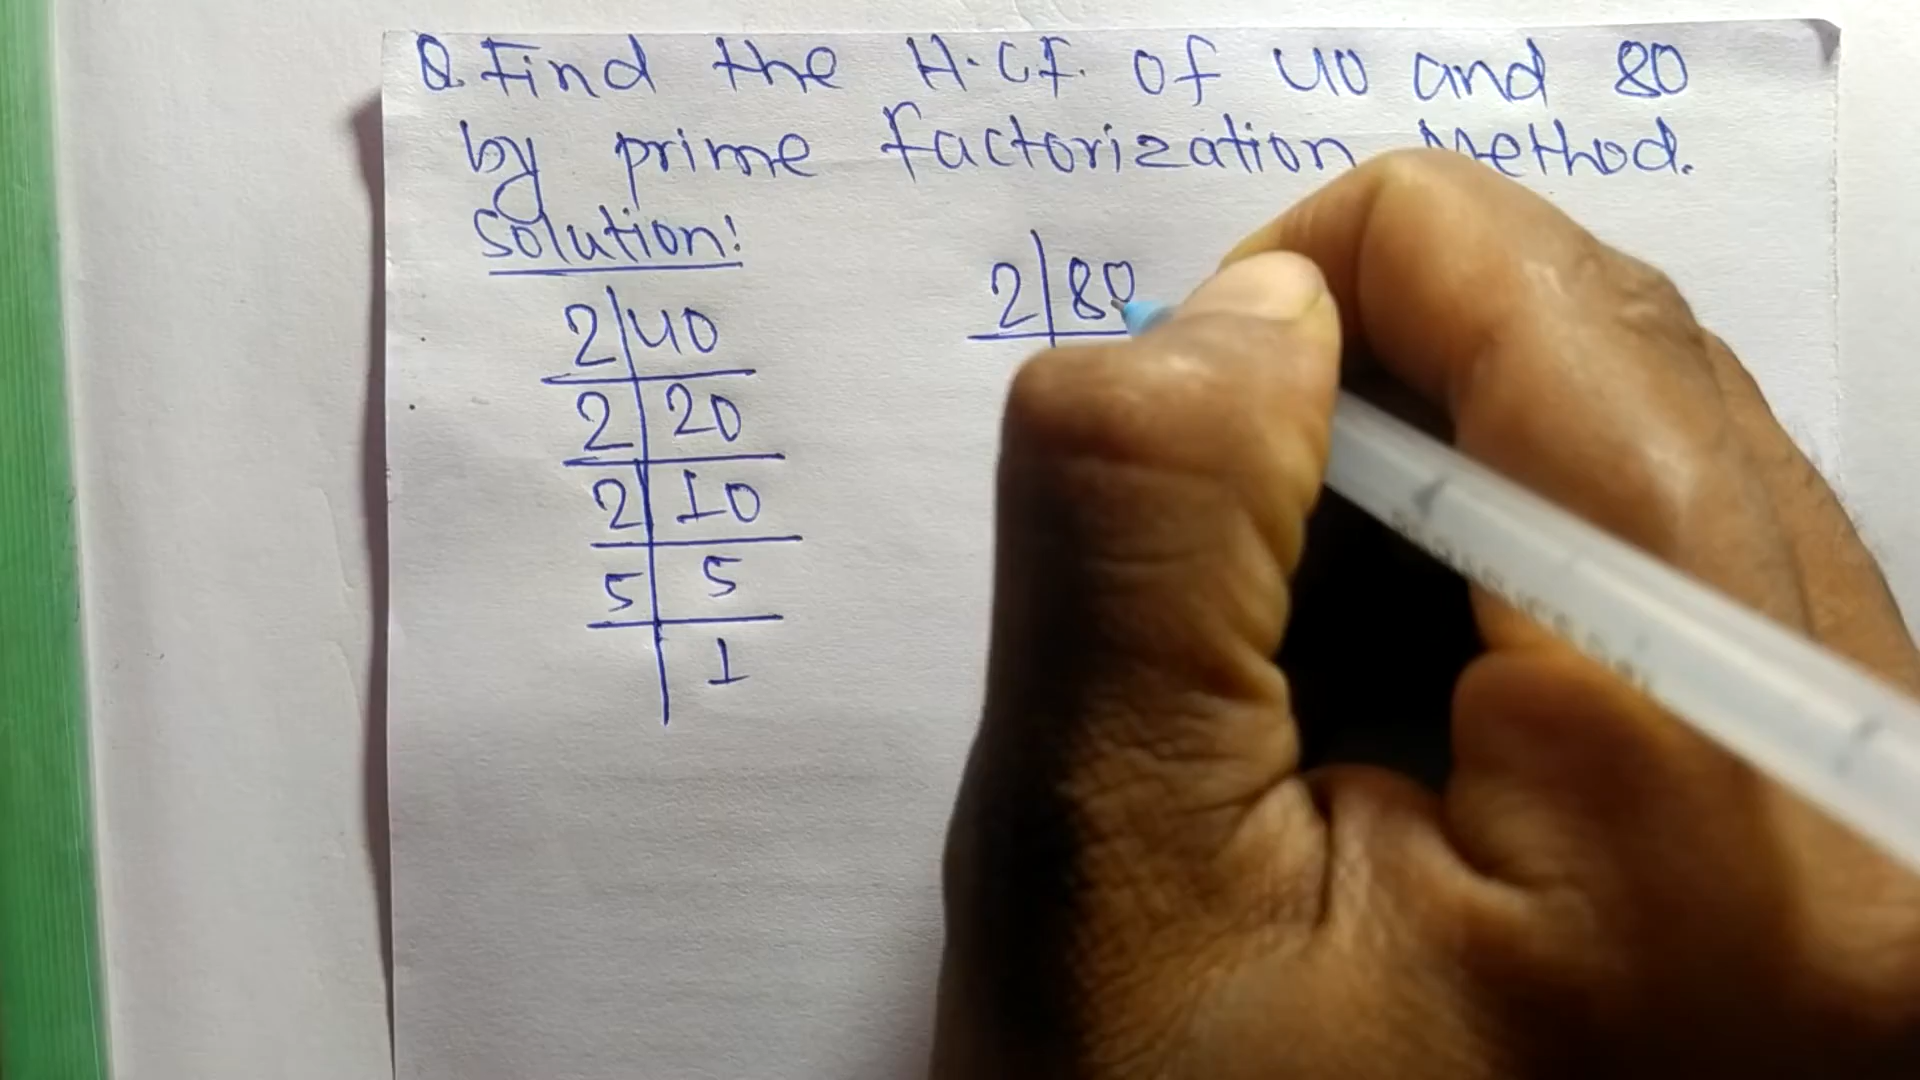 Q. Find the H.C.F. of 40 and 80
by prime factorization Method.
Solution:
2 | 40
2 | 20
2 | 10
5 | 5
1
2 | 80